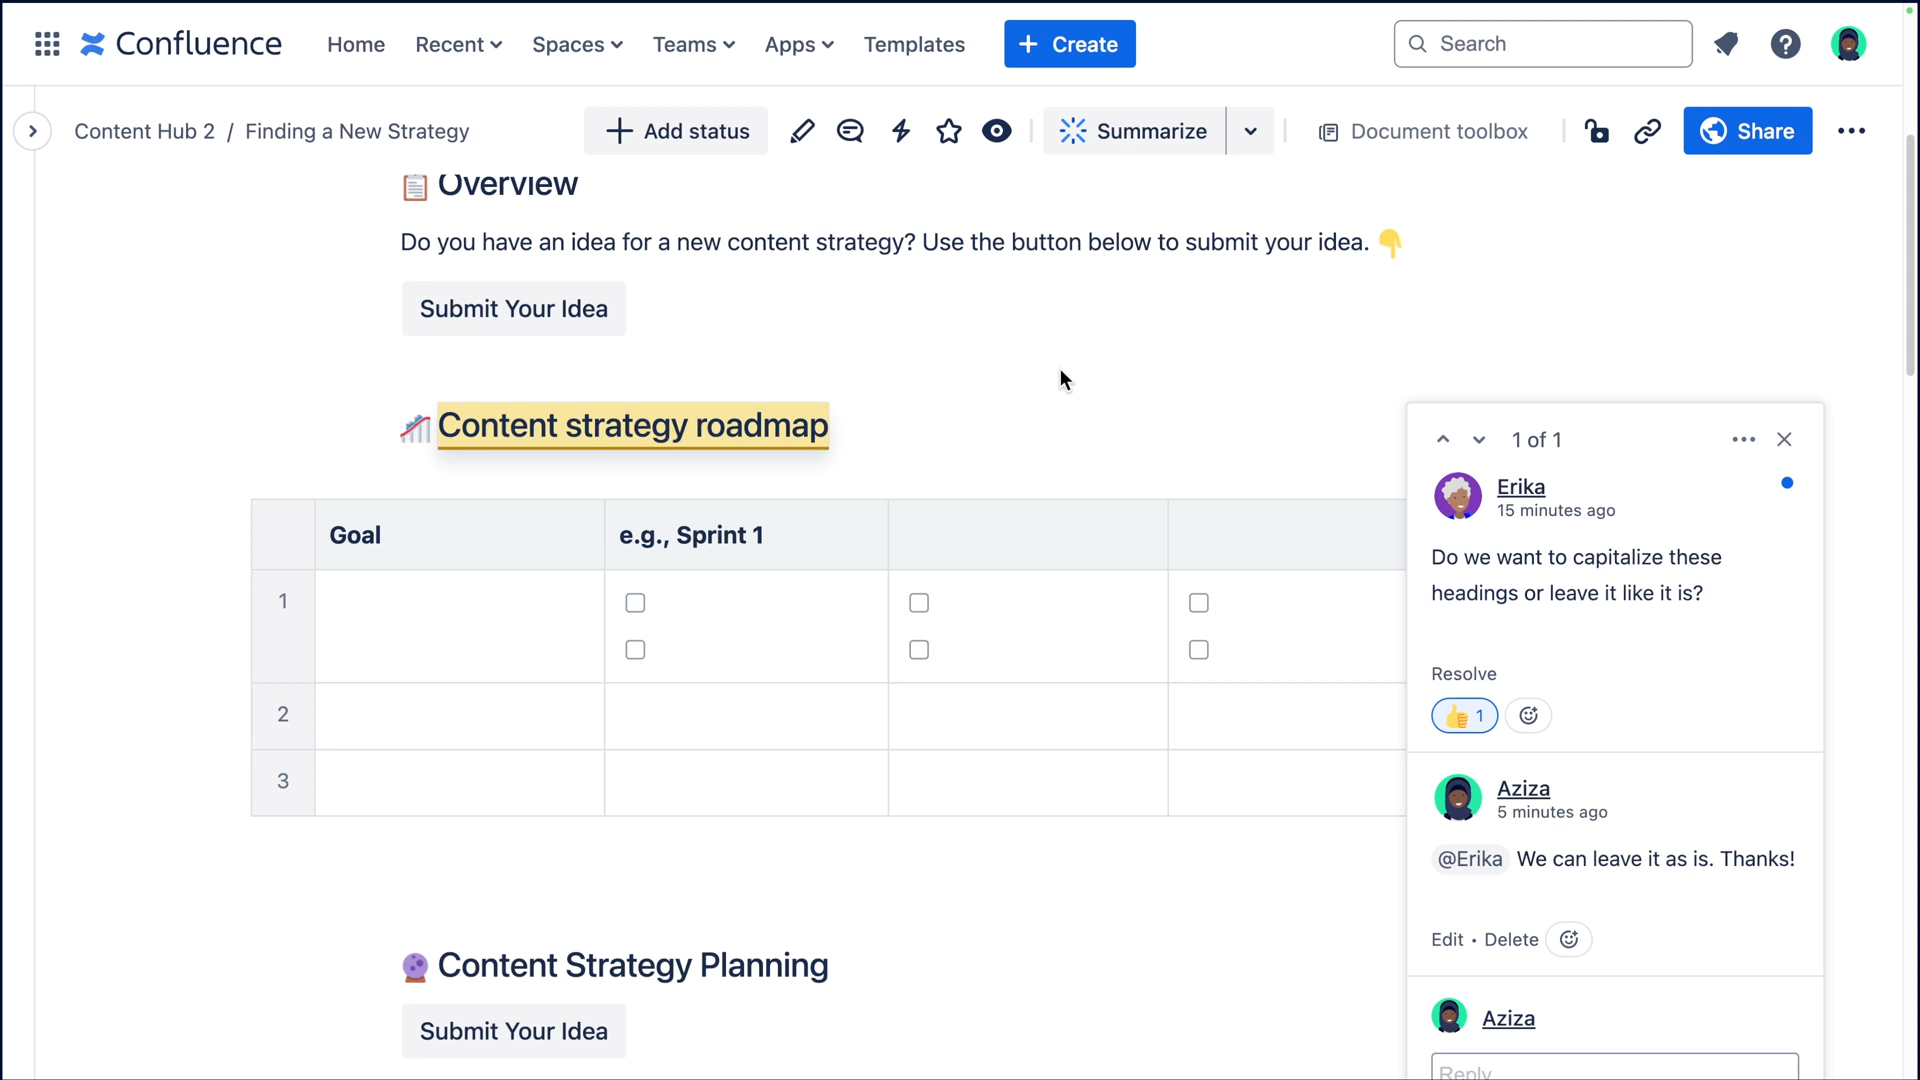 Confluence Home Recent Spaces Teams Apps Templates Create Search
Content Hub 2 / Finding a New Strategy Add status Summarize Document toolbox Share
Overview
Do you have an idea for a new content strategy? Use the button below to submit your idea.
Submit Your Idea
Content strategy roadmap
Goal e.g., Sprint 1
1
2
3
Content Strategy Planning
Submit Your Idea
1 of 1
Erika
15 minutes ago
Do we want to capitalize these
headings or leave it like it is?
Resolve
1
Aziza
5 minutes ago
@Erika We can leave it as is. Thanks!
Edit • Delete
Aziza
Reply